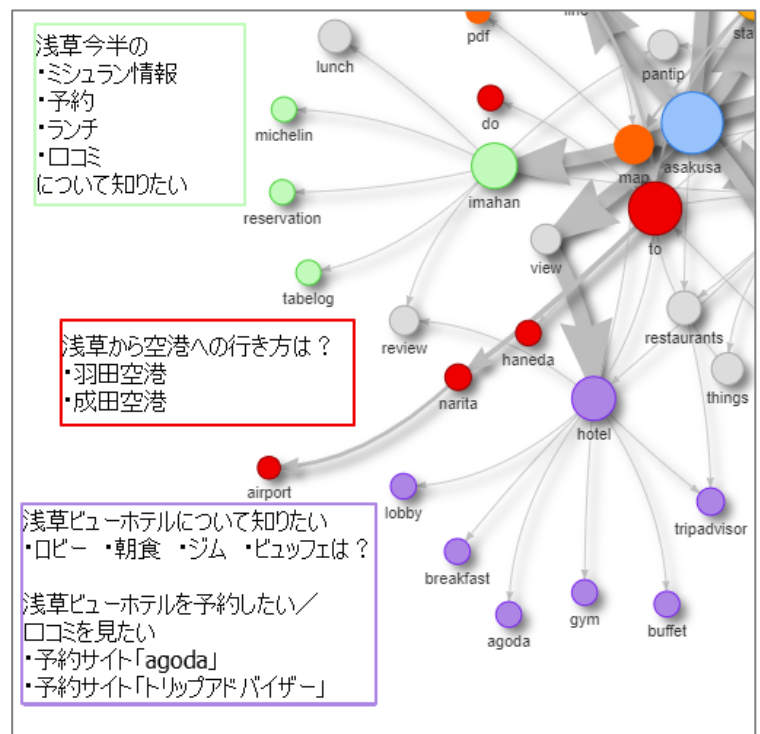 浅草今半の
・ミシュラン情報
・予約
・ランチ
・口コミ
について知りたい
浅草から空港への行き方は？
・羽田空港
・成田空港
浅草ビューホテルについて知りたい
・ロビー ・朝食 ・ジム ・ビュッフェは？
浅草ビューホテルを予約したい／
口コミを見たい
・予約サイト「agoda」
・予約サイト「トリップアドバイザー」
line
pdf
sta
lunch
pantip
michelin
do
map
asakusa
imahan
reservation
to
view
tabelog
restaurants
review
haneda
things
narita
hotel
airport
lobby
tripadvisor
breakfast
agoda
gym
buffet